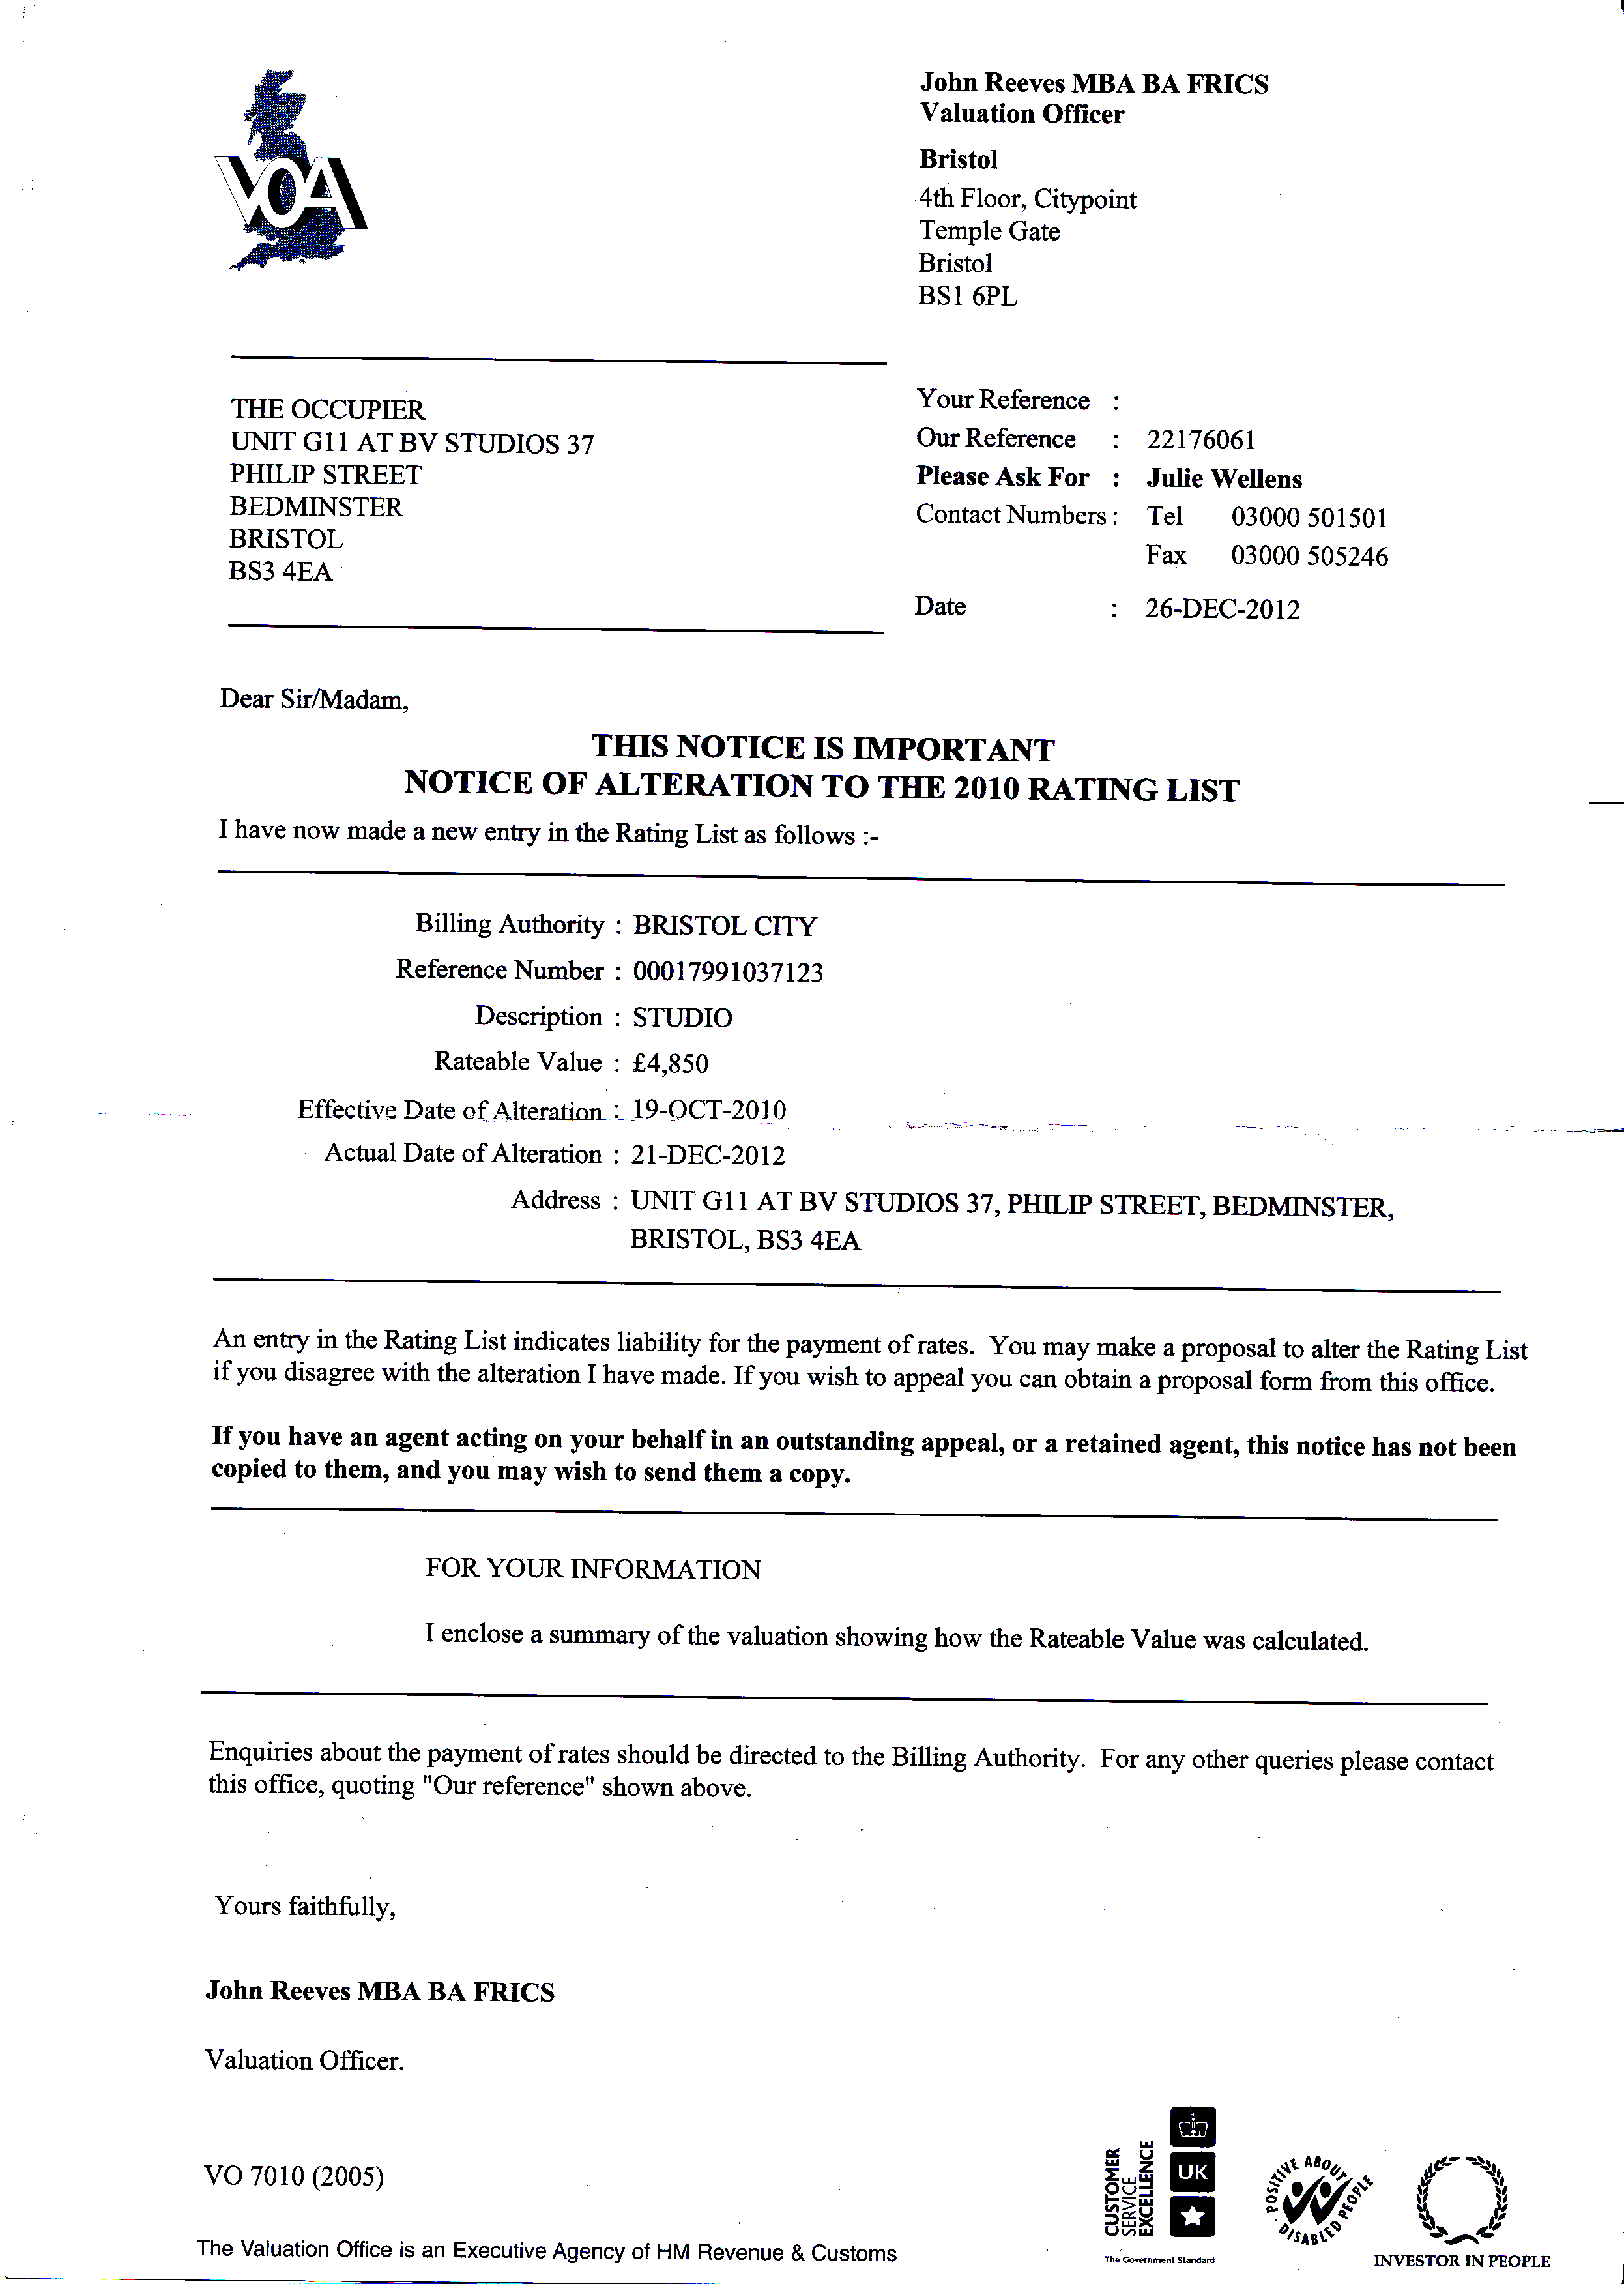 VOA
John Reeves MBA BA FRICS
Valuation Officer
Bristol
4th Floor, Citypoint
Temple Gate
Bristol
BS1 6PL
THE OCCUPIER
UNIT G11 AT BV STUDIOS 37
PHILIP STREET
BEDMINSTER
BRISTOL
BS3 4EA
Your Reference :
Our Reference : 22176061
Please Ask For : Julie Wellens
Contact Numbers : Tel 03000 501501
Fax 03000 505246
Date : 26-DEC-2012
Dear Sir/Madam,
THIS NOTICE IS IMPORTANT
NOTICE OF ALTERATION TO THE 2010 RATING LIST
I have now made a new entry in the Rating List as follows :-
Billing Authority : BRISTOL CITY
Reference Number : 00017991037123
Description : STUDIO
Rateable Value : £4,850
Effective Date of Alteration : 19-OCT-2010
Actual Date of Alteration : 21-DEC-2012
Address : UNIT G11 AT BV STUDIOS 37, PHILIP STREET, BEDMINSTER,
BRISTOL, BS3 4EA
An entry in the Rating List indicates liability for the payment of rates. You may make a proposal to alter the Rating List
if you disagree with the alteration I have made. If you wish to appeal you can obtain a proposal form from this office.
If you have an agent acting on your behalf in an outstanding appeal, or a retained agent, this notice has not been
copied to them, and you may wish to send them a copy.
FOR YOUR INFORMATION
I enclose a summary of the valuation showing how the Rateable Value was calculated.
Enquiries about the payment of rates should be directed to the Billing Authority. For any other queries please contact
this office, quoting "Our reference" shown above.
Yours faithfully,
John Reeves MBA BA FRICS
Valuation Officer.
VO 7010 (2005)
The Valuation Office is an Executive Agency of HM Revenue & Customs
CUSTOMER
SERVICE
EXCELLENCE
UK
The Government Standard
POSITIVE ABOUT
DISABLED PEOPLE
INVESTOR IN PEOPLE